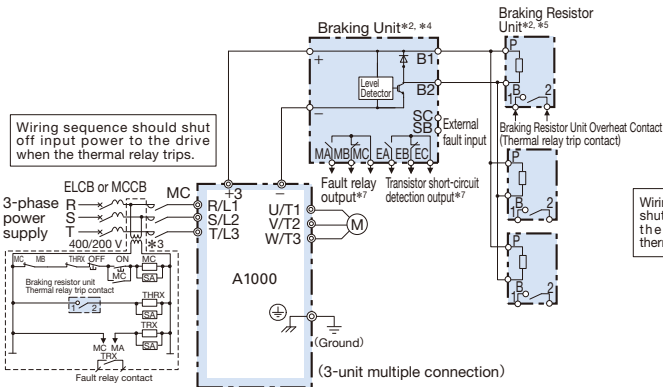 Braking Resistor
Unit*2, *5
Braking Unit*2, *4
P
B
1
2
+
B1
Level
Detector
B2
−
SC
SB
External
fault input
MA MB MC EA EB EC
Braking Resistor Unit Overheat Contact
(Thermal relay trip contact)
Fault relay
output*7
Transistor short-circuit
detection output*7
Wiring sequence should shut
off input power to the drive
when the thermal relay trips.
P
B
1
2
P
B
1
2
Wirin
shut
the
therm
ELCB or MCCB
MC
3-phase
power
supply
R
S
T
400/200 V
*3
+3
−
R/L1
S/L2
T/L3
U/T1
V/T2
W/T3
M
A1000
MC
MB
THRX
OFF
ON
MC
MC
SA
Braking resistor unit
Thermal relay trip contact
1
2
THRX
SA
TRX
SA
MC MA
TRX
Fault relay contact
(Ground)
(3-unit multiple connection)